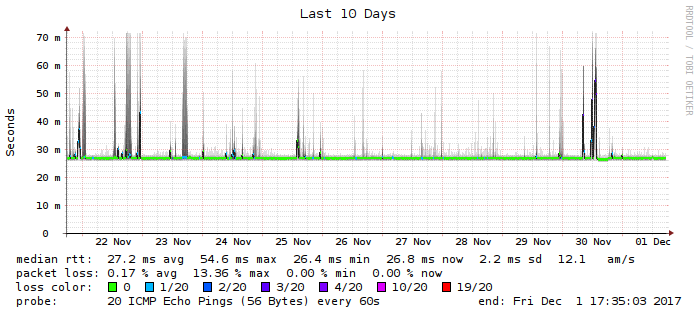 Last 10 Days
RRDTOOL / TOBI OETIKER
Seconds
70 m
60 m
50 m
40 m
30 m
20 m
10 m
0
22 Nov 23 Nov 24 Nov 25 Nov 26 Nov 27 Nov 28 Nov 29 Nov 30 Nov 01 Dec
median rtt: 27.2 ms avg 54.6 ms max 26.4 ms min 26.8 ms now 2.2 ms sd 12.1 am/s
packet loss: 0.17 % avg 13.36 % max 0.00 % min 0.00 % now
loss color: 0 1/20 2/20 3/20 4/20 10/20 19/20
probe: 20 ICMP Echo Pings (56 Bytes) every 60s end: Fri Dec 1 17:35:03 2017